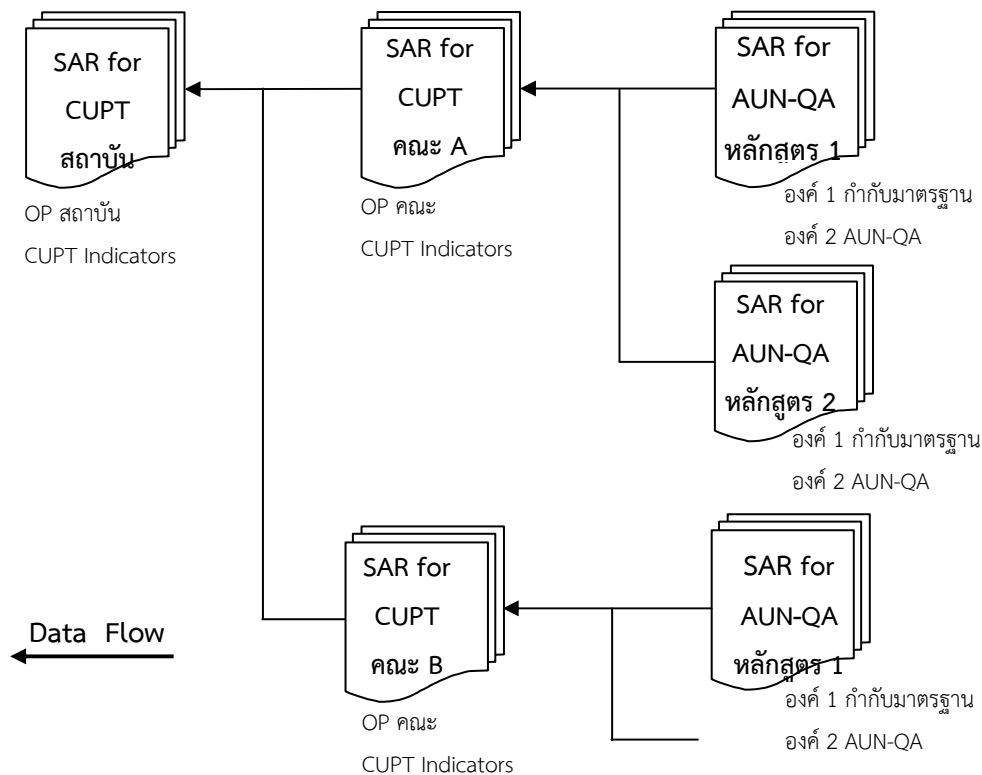 SAR for
CUPT
สถาบัน
OP สถาบัน
CUPT Indicators
SAR for
CUPT
คณะ A
OP คณะ
CUPT Indicators
SAR for
AUN-QA
หลักสูตร 1
องค์ 1 กำกับมาตรฐาน
องค์ 2 AUN-QA
SAR for
AUN-QA
หลักสูตร 2
องค์ 1 กำกับมาตรฐาน
องค์ 2 AUN-QA
SAR for
CUPT
คณะ B
OP คณะ
CUPT Indicators
SAR for
AUN-QA
หลักสูตร 1
องค์ 1 กำกับมาตรฐาน
องค์ 2 AUN-QA
Data Flow